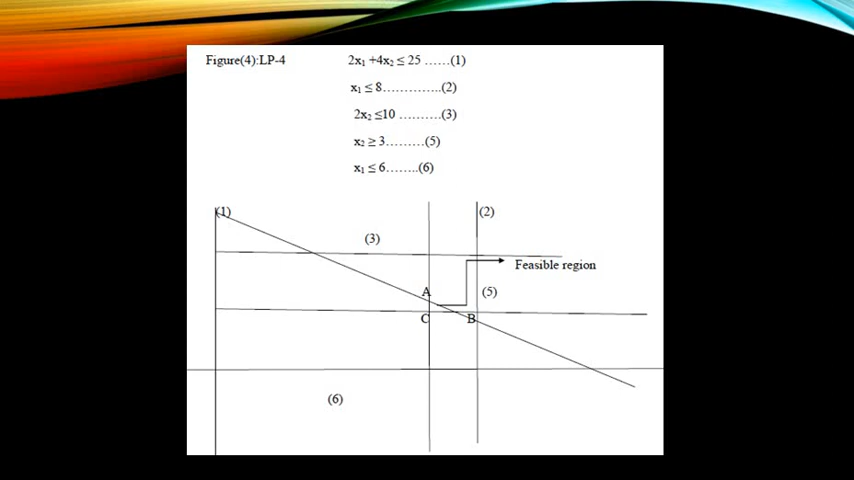 Figure(4):LP-4 2x₁ +4x₂ ≤ 25 ……(1)
x₁ ≤ 8…………..(2)
2x₂ ≤10 ……….(3)
x₂ ≥ 3………(5)
x₁ ≤ 6……..(6)
(1) (2)
(3)
Feasible region
A (5)
C B
(6)